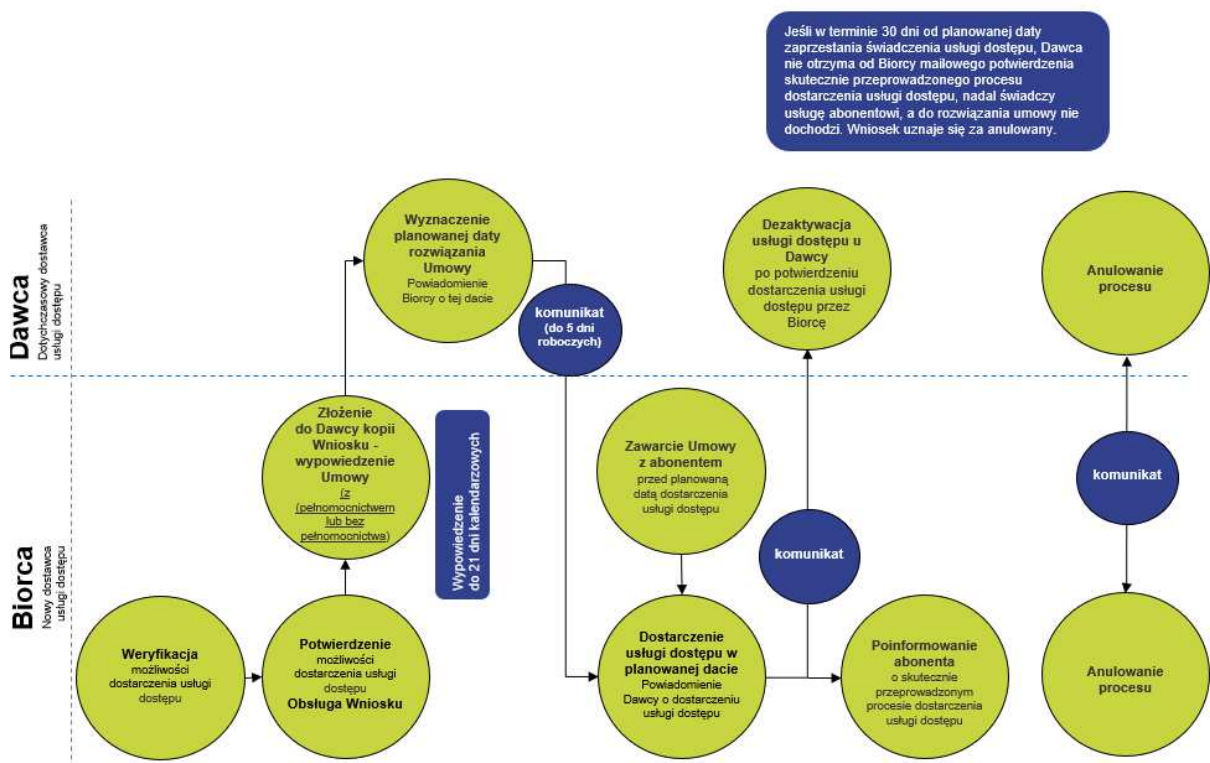 Jeśli w terminie 30 dni od planowanej daty
zaprzestania świadczenia usługi dostępu, Dawca
nie otrzyma od Biorcy mailowego potwierdzenia
skutecznie przeprowadzonego procesu
dostarczenia usługi dostępu, nadal świadczy
usługę abonentowi, a do rozwiązania umowy nie
dochodzi. Wniosek uznaje się za anulowany.
Dawca
Dotychczasowy dostawca
usługi dostępu
Wyznaczenie
planowanej daty
rozwiązania
Umowy
Powiadomienie
Biorcy o tej dacie
komunikat
(do 5 dni
roboczych)
Dezaktywacja
usługi dostępu u
Dawcy
po potwierdzeniu
dostarczenia usługi
dostępu przez
Biorcę
Anulowanie
procesu
Biorca
Nowy dostawca
usługi dostępu
Złożenie
do Dawcy kopii
Wniosku -
wypowiedzenie
Umowy
(z
(pełnomocnictwem
lub bez
pełnomocnictwa)
Wypowiedzenie
do 21 dni kalendarzowych
Zawarcie Umowy
z abonentem
przed planowaną
datą dostarczenia
usługi dostępu
komunikat
komunikat
Weryfikacja
możliwości
dostarczenia usługi
dostępu
Potwierdzenie
możliwości
dostarczenia usługi
dostępu
Obsługa Wniosku
Dostarczenie
usługi dostępu w
planowanej dacie
Powiadomienie
Dawcy o dostarczeniu
usługi dostępu
Poinformowanie
abonenta
o skutecznie
przeprowadzonym
procesie dostarczenia
usługi dostępu
Anulowanie
procesu